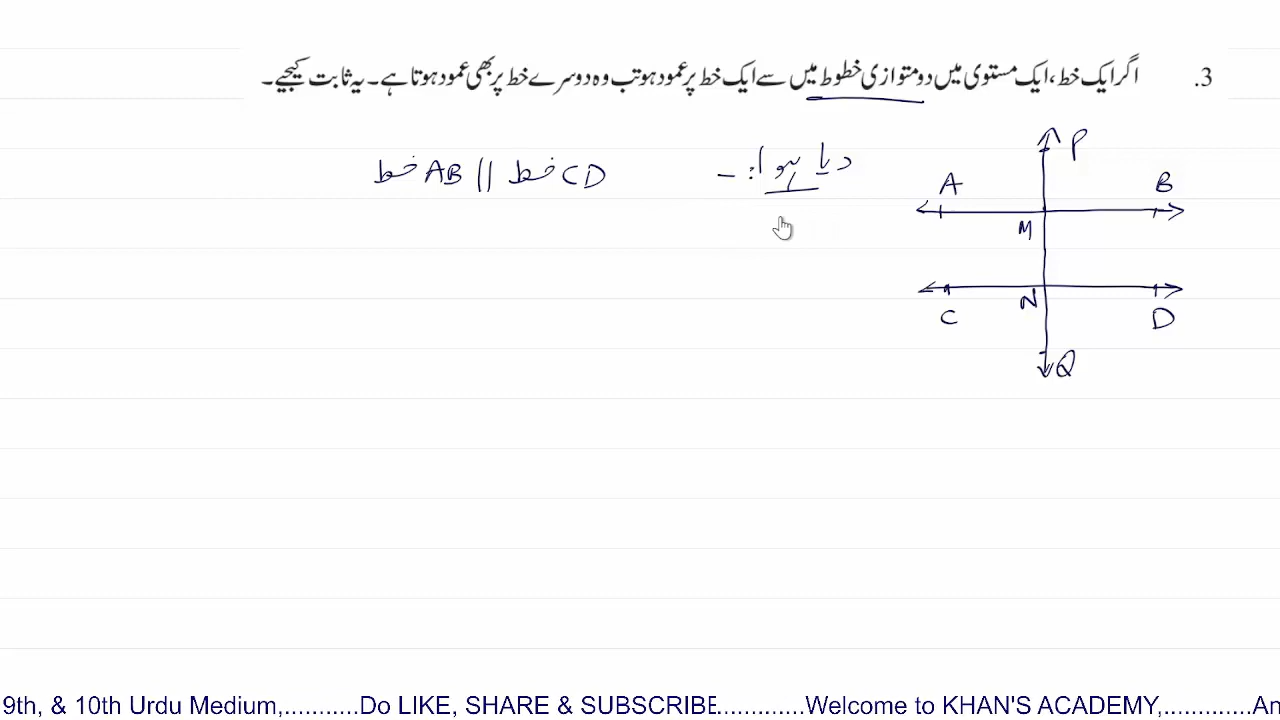 3. اگر ایک خط، ایک مستوی میں دو متوازی خطوط میں سے ایک خط پر عمود ہو تب وہ دوسرے خط پر بھی عمود ہوتا ہے۔ یہ ثابت کیجیے۔
دیا ہوا :- خط AB || خط CD
P
A B
M
N
C D
Q
9th, & 10th Urdu Medium,...........Do LIKE, SHARE & SUBSCRIBE.............Welcome to KHAN'S ACADEMY,.............An